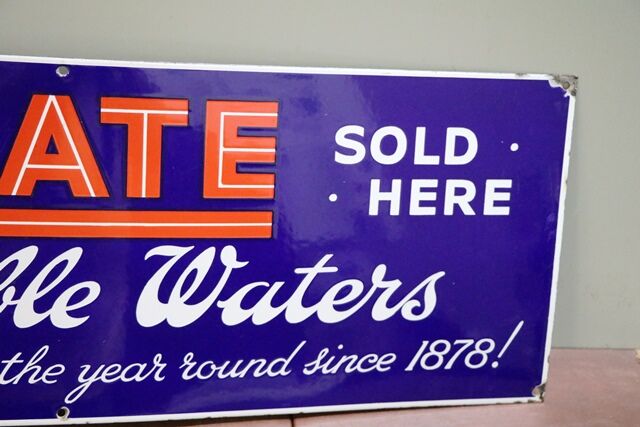 ATE
SOLD ·
· HERE
ble Waters
the year round since 1878!